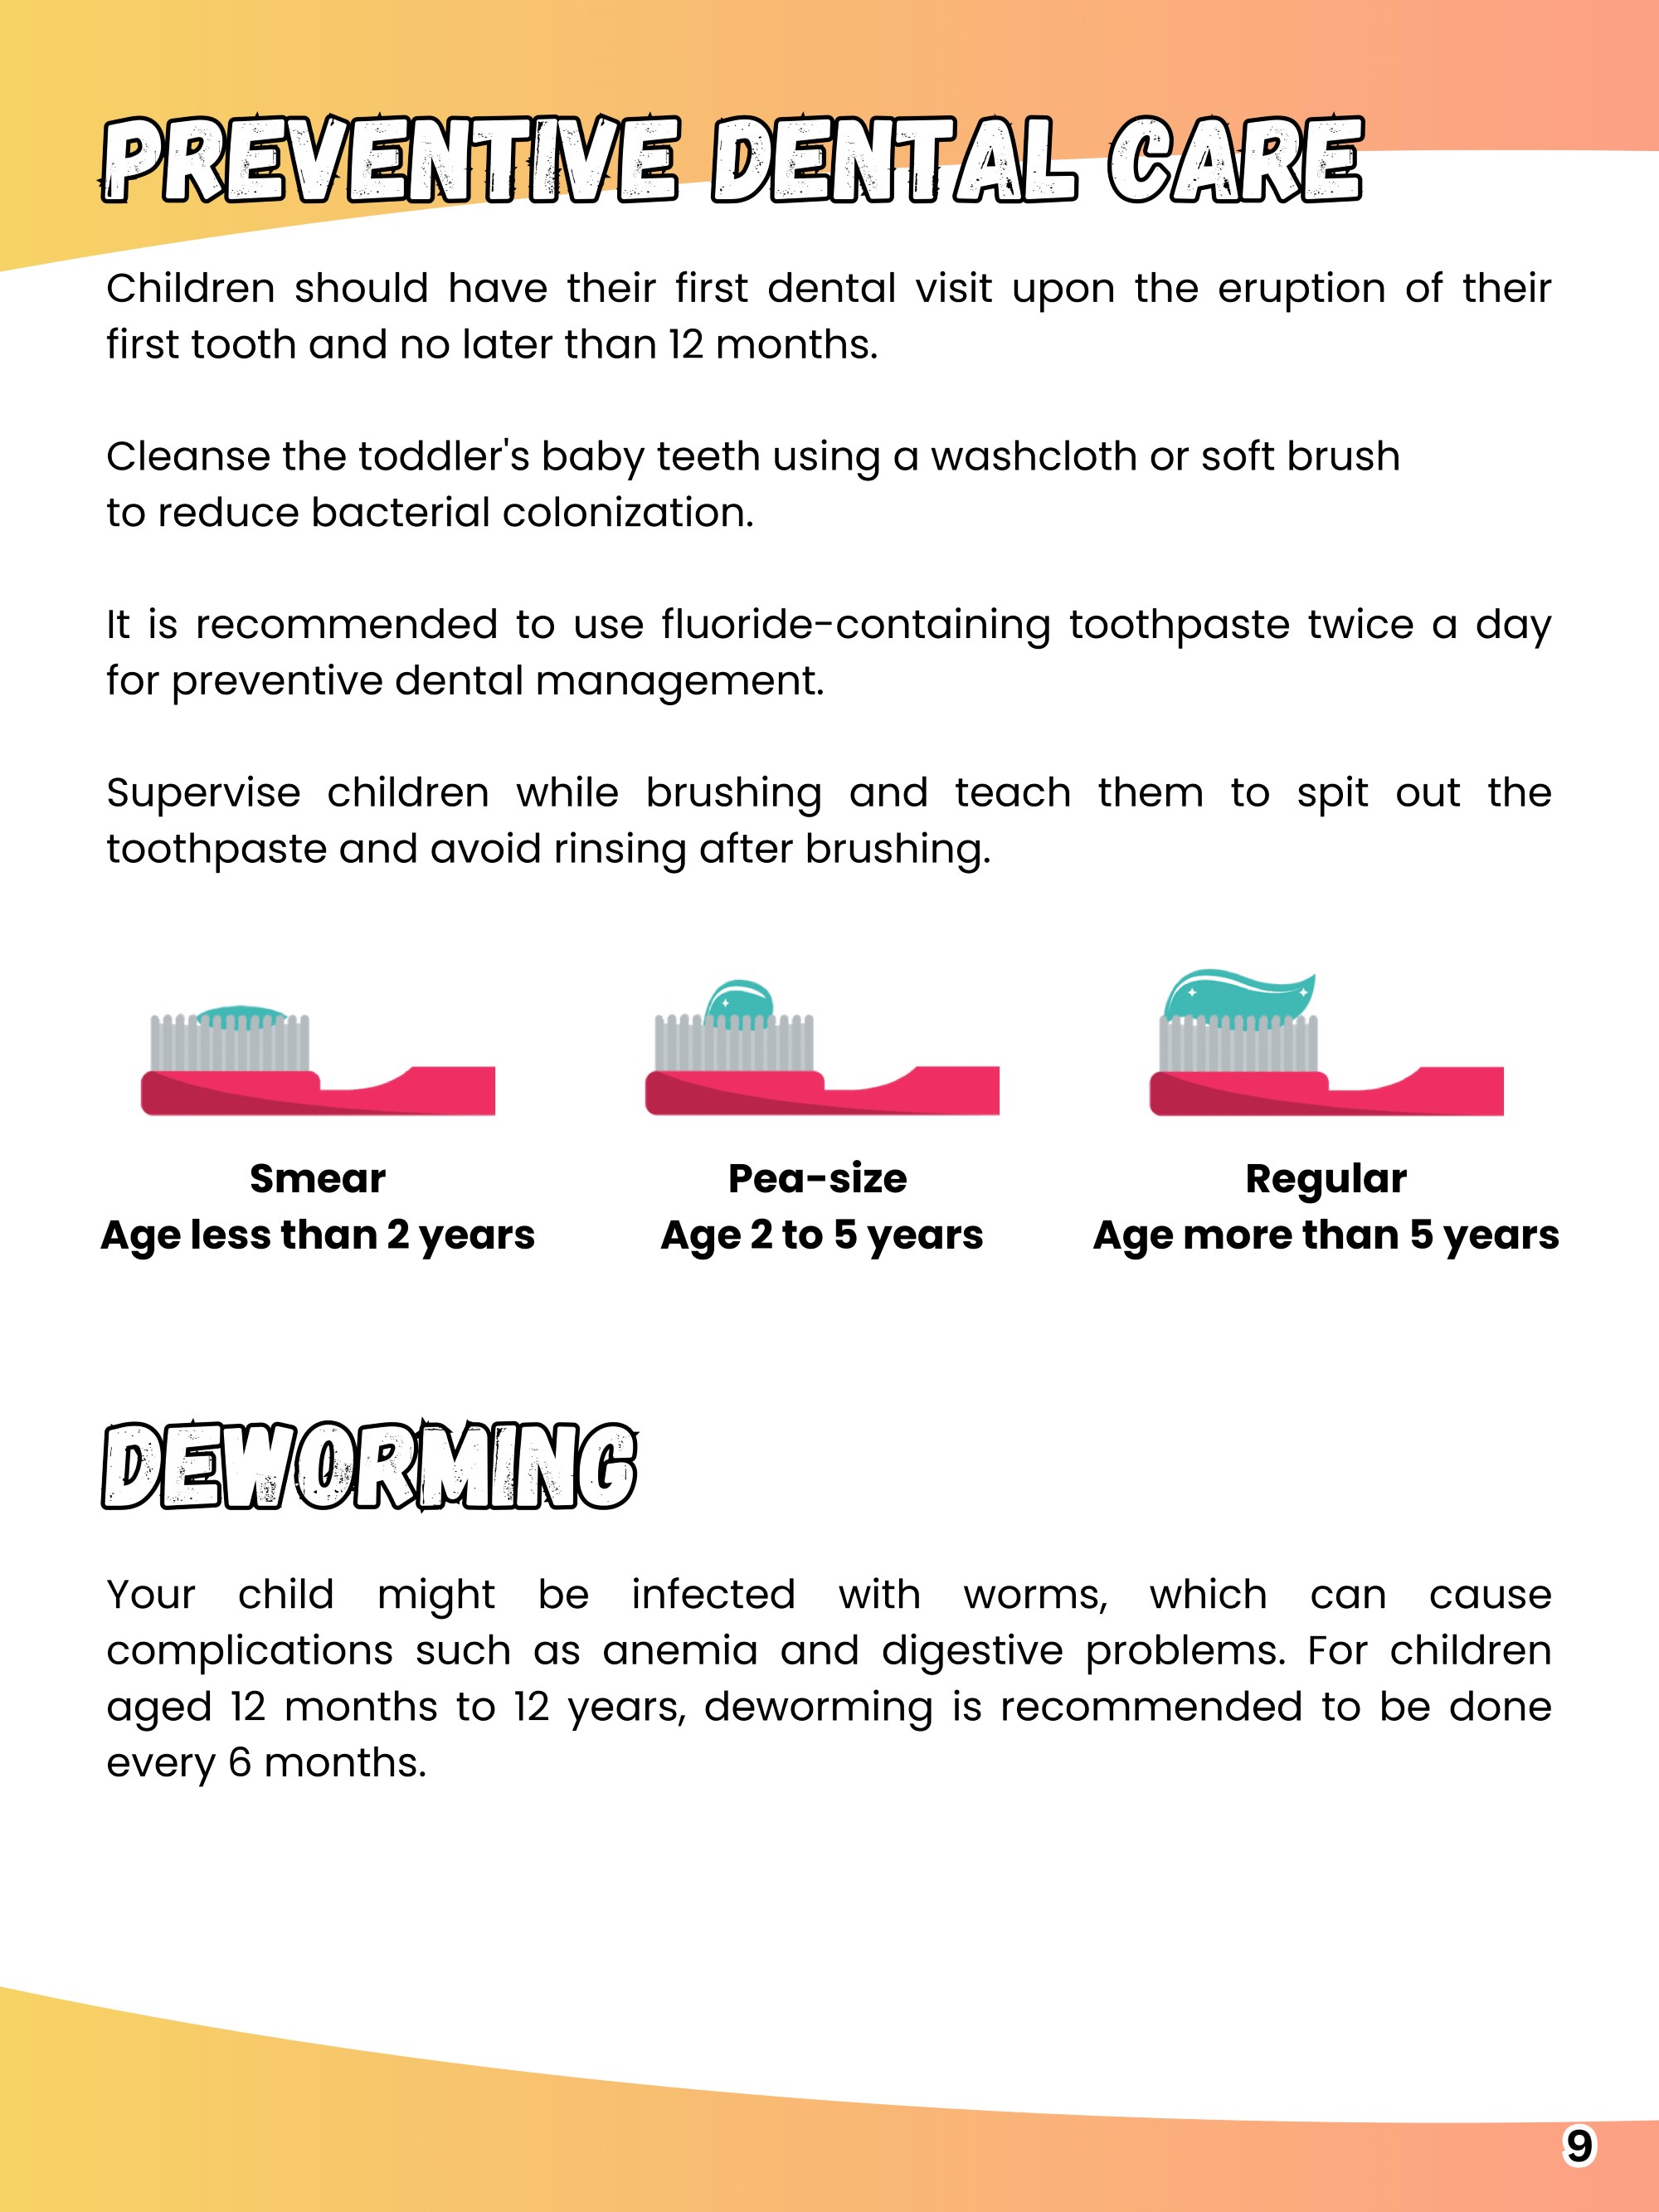 PREVENTIVE DENTAL CARE
Children should have their first dental visit upon the eruption of their
first tooth and no later than 12 months.
Cleanse the toddler's baby teeth using a washcloth or soft brush
to reduce bacterial colonization.
It is recommended to use fluoride-containing toothpaste twice a day
for preventive dental management.
Supervise children while brushing and teach them to spit out the
toothpaste and avoid rinsing after brushing.
Smear
Age less than 2 years
Pea-size
Age 2 to 5 years
Regular
Age more than 5 years
DEWORMING
Your child might be infected with worms, which can cause
complications such as anemia and digestive problems. For children
aged 12 months to 12 years, deworming is recommended to be done
every 6 months.
9